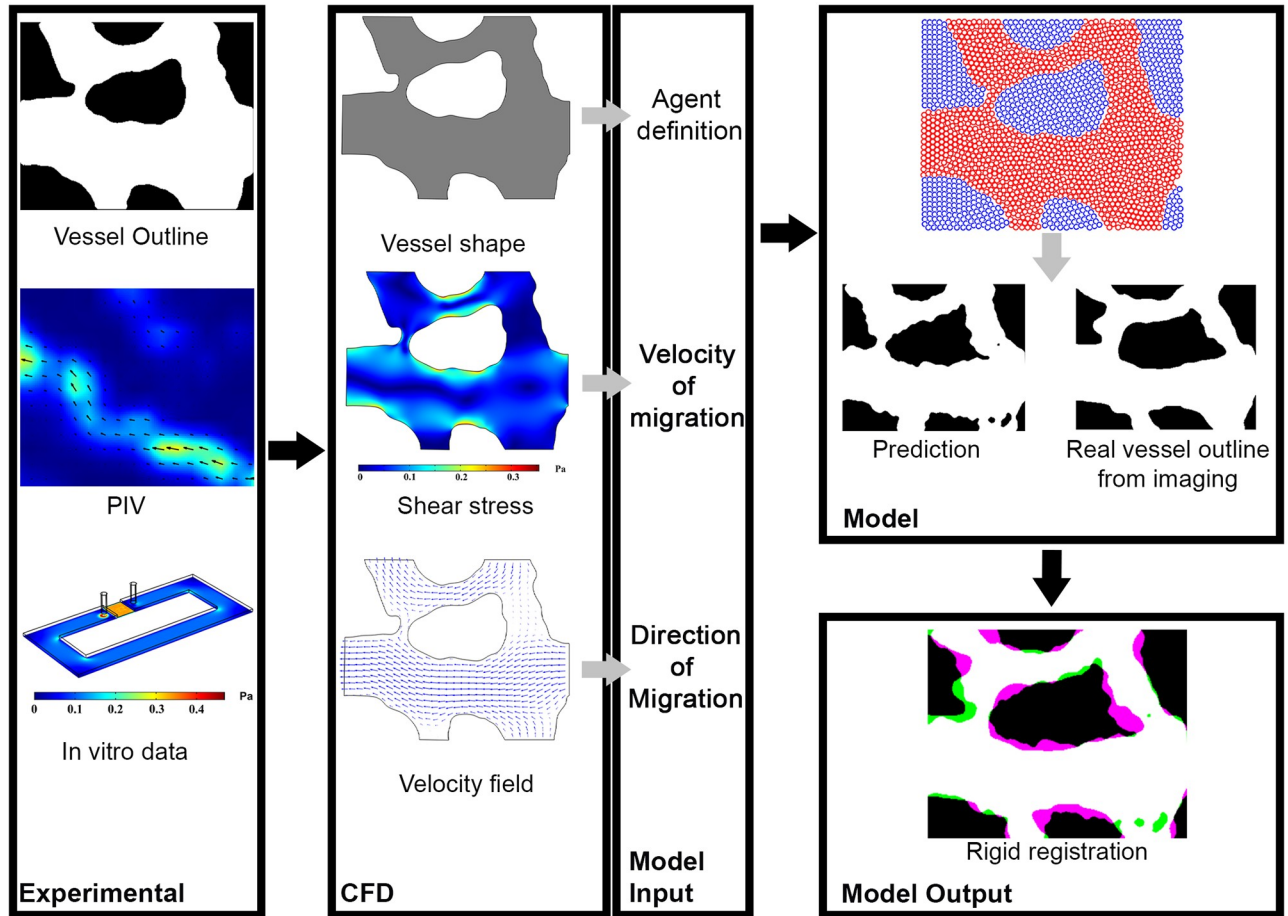 Vessel Outline
PIV
Pa
0 0.1 0.2 0.3 0.4
In vitro data
Experimental
Vessel shape
0 0.1 0.2 0.3 Pa
Shear stress
Velocity field
CFD
Agent
definition
Velocity
of
migration
Direction
of
Migration
Model
Input
Prediction
Real vessel outline
from imaging
Model
Rigid registration
Model Output